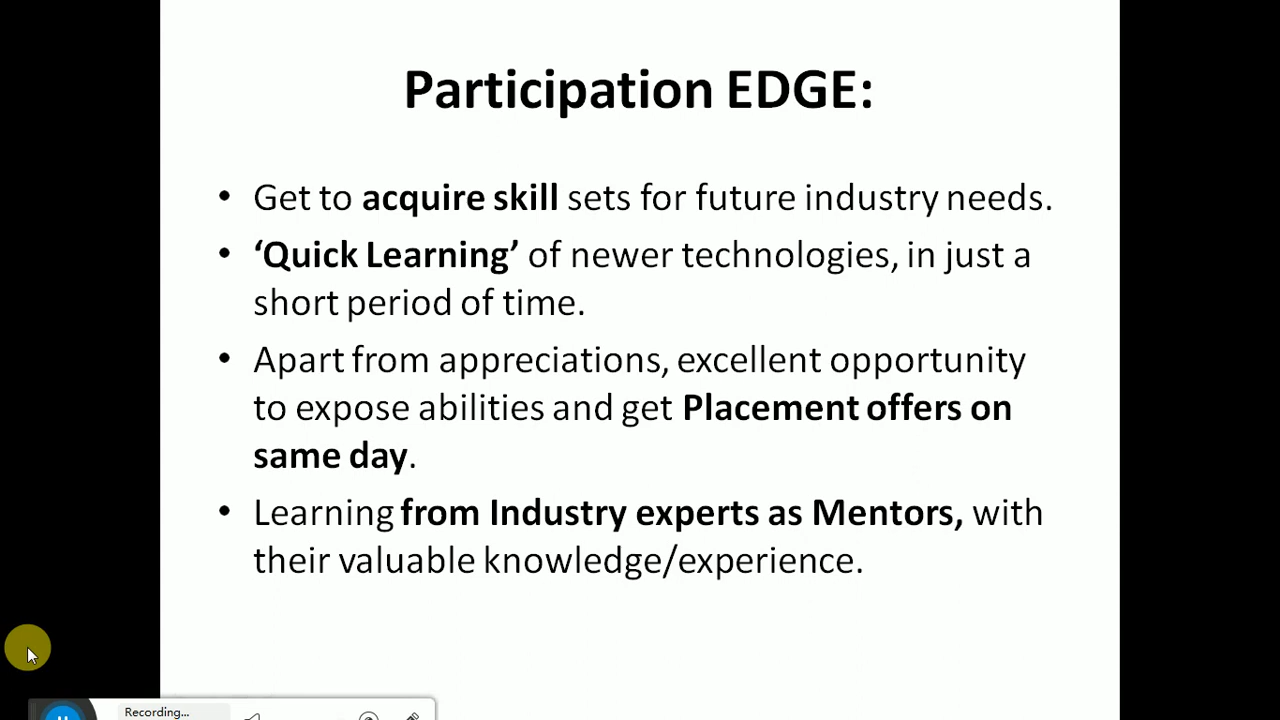 Participation EDGE:
• Get to acquire skill sets for future industry needs.
• ‘Quick Learning’ of newer technologies, in just a
short period of time.
• Apart from appreciations, excellent opportunity
to expose abilities and get Placement offers on
same day.
• Learning from Industry experts as Mentors, with
their valuable knowledge/experience.
Recording...